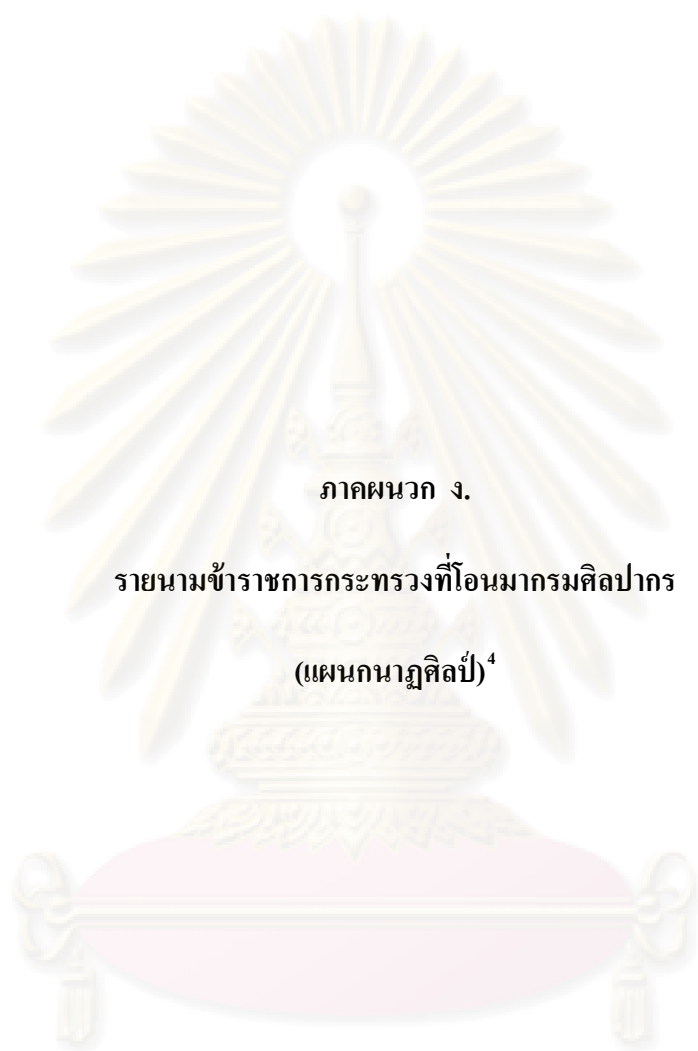 ภาคผนวก ง.
รายนามข้าราชการกระทรวงที่โอนมากรมศิลปากร
(แผนกนาฏศิลป์)⁴